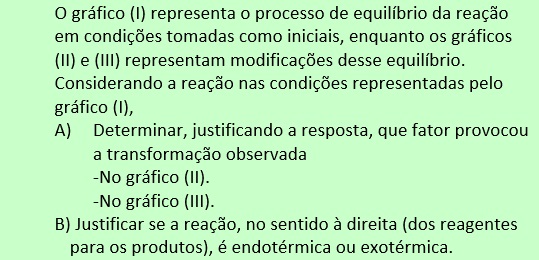 O gráfico (I) representa o processo de equilíbrio da reação
em condições tomadas como iniciais, enquanto os gráficos
(II) e (III) representam modificações desse equilíbrio.
Considerando a reação nas condições representadas pelo
gráfico (I),
A) Determinar, justificando a resposta, que fator provocou
a transformação observada
-No gráfico (II).
-No gráfico (III).
B) Justificar se a reação, no sentido à direita (dos reagentes
para os produtos), é endotérmica ou exotérmica.